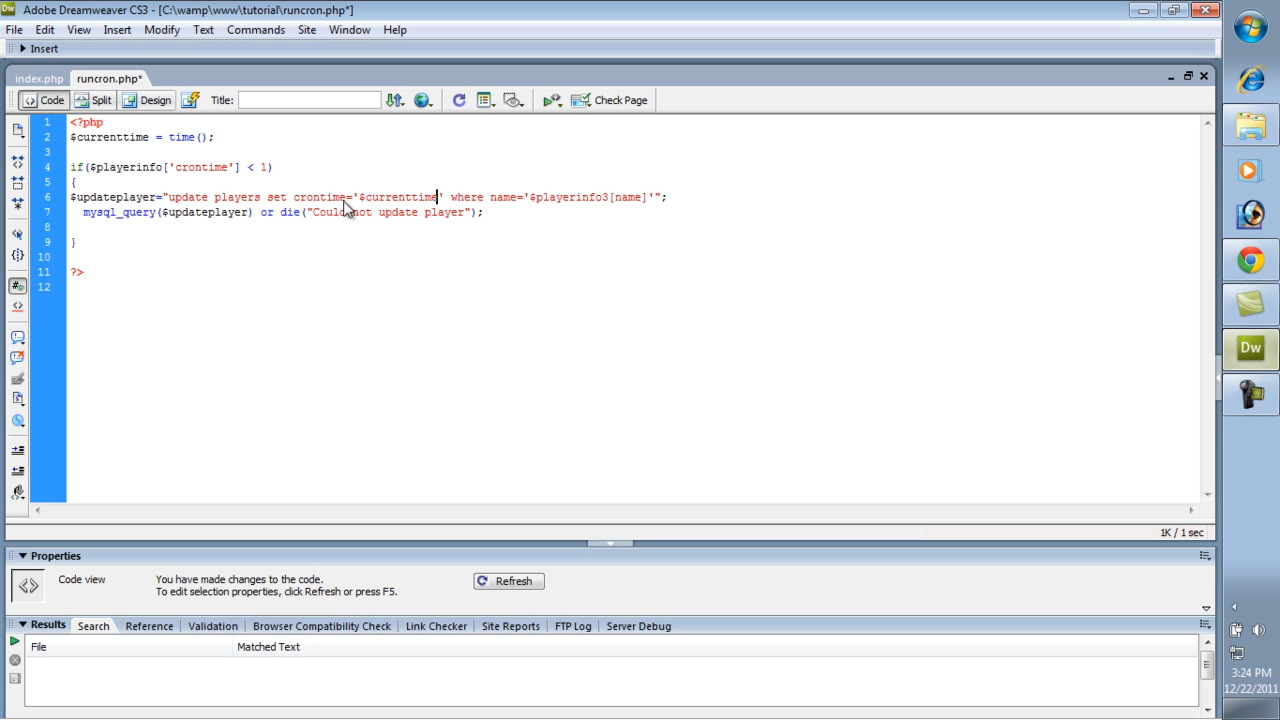 Dw Adobe Dreamweaver CS3 - [C:\wamp\www\tutorial\runcron.php*]
File Edit View Insert Modify Text Commands Site Window Help
Insert
index.php runcron.php*
Code Split Design Title: Check Page
1 <?php
2 $currenttime = time();
3
4 if($playerinfo['crontime'] < 1)
5 {
6 $updateplayer="update players set crontime='$currenttime' where name='$playerinfo3[name]'";
7 mysql_query($updateplayer) or die("Could not update player");
8
9 }
10
11 ?>
12
1K / 1 sec
Properties
Code view You have made changes to the code. Refresh
To edit selection properties, click Refresh or press F5.
Results Search Reference Validation Browser Compatibility Check Link Checker Site Reports FTP Log Server Debug
File Matched Text
Dw
3:24 PM
12/22/2011